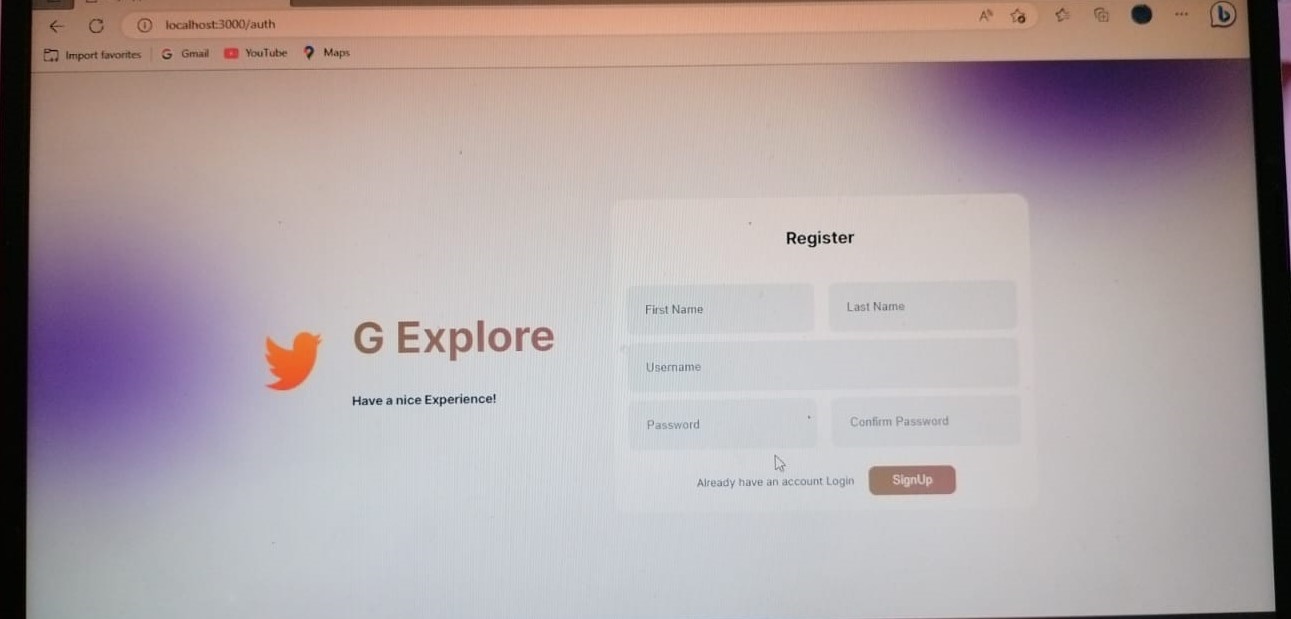 localhost:3000/auth
Import favorites G Gmail YouTube Maps
Register
First Name Last Name
G Explore
Username
Have a nice Experience!
Password Confirm Password
Already have an account Login SignUp